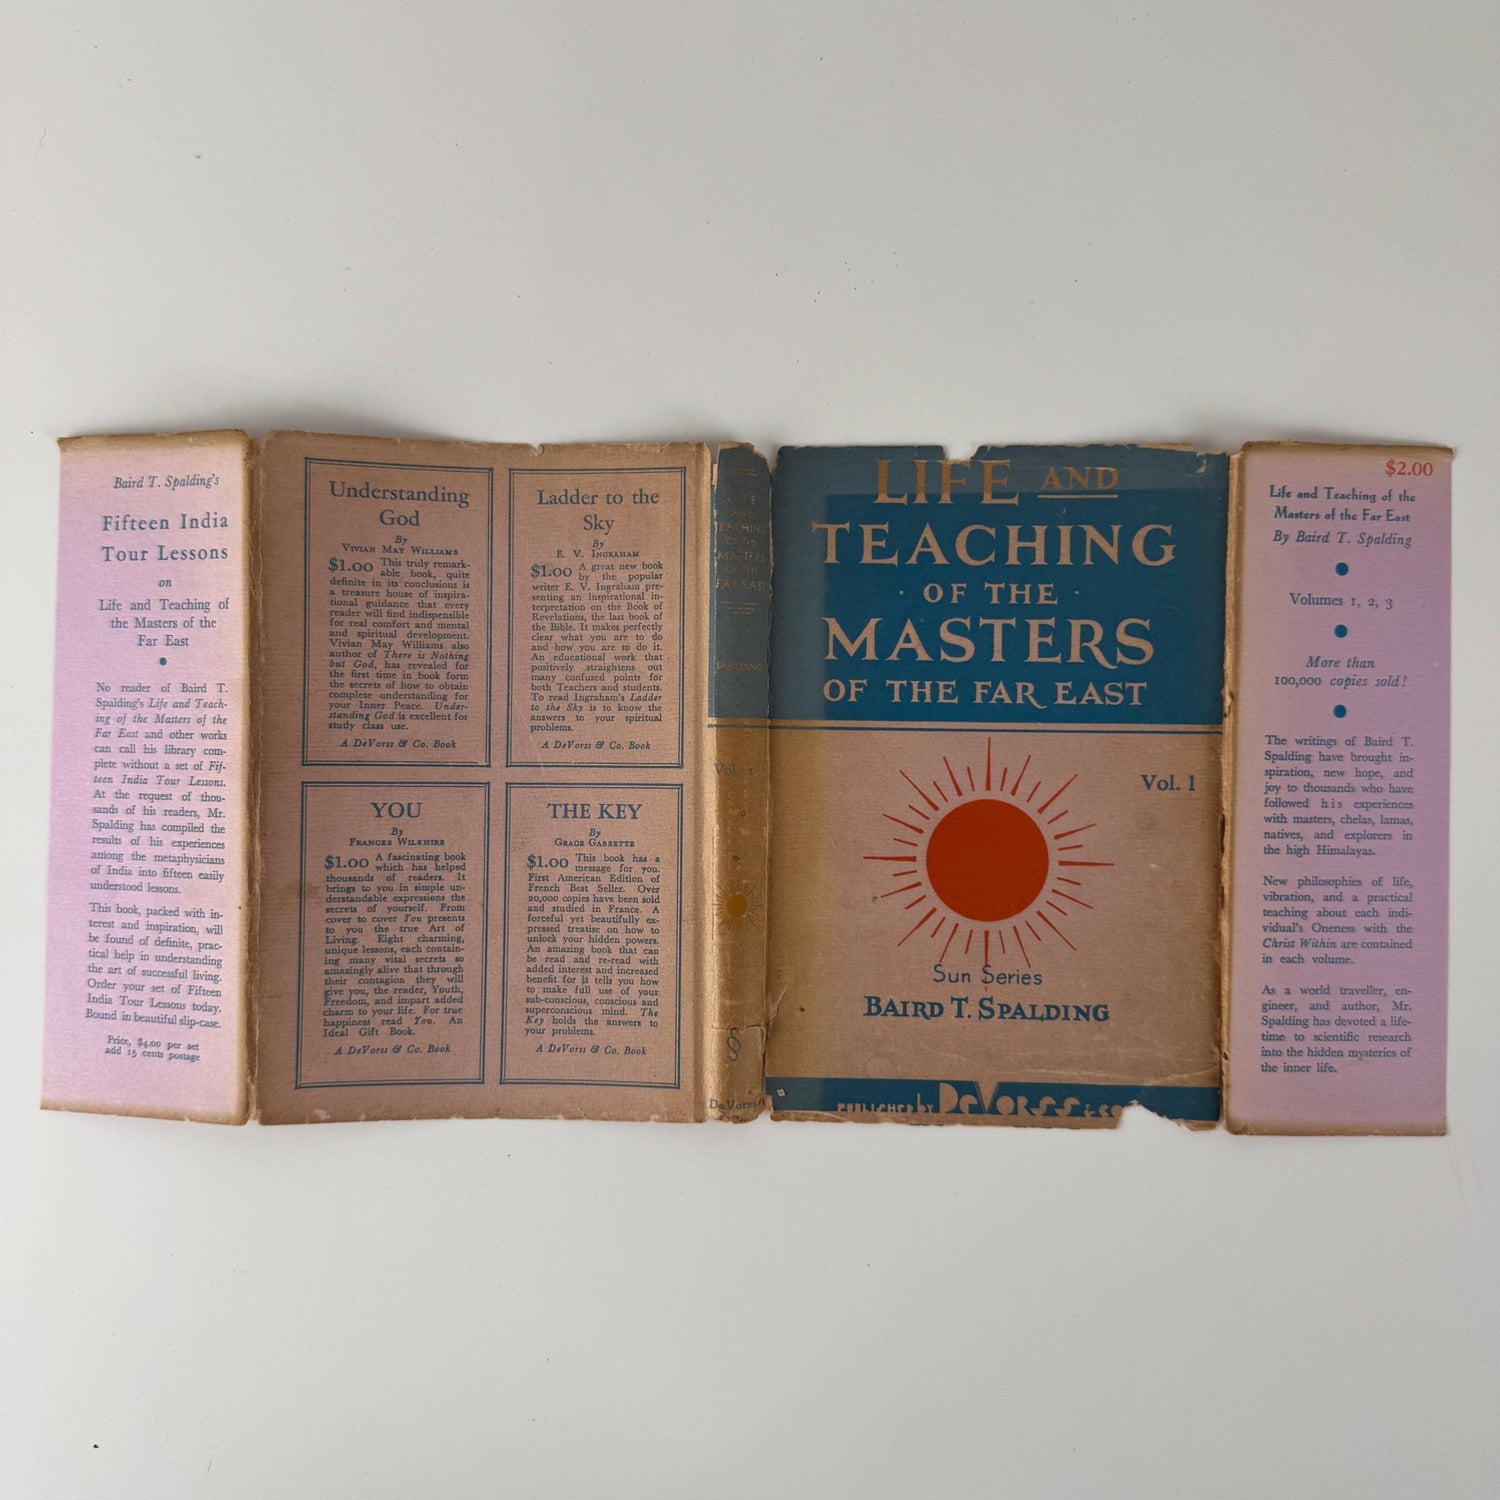 Baird T. Spalding's
Fifteen India
Tour Lessons
on
Life and Teaching of
the Masters of the
Far East
No reader of Baird T.
Spalding's Life and Teach-
ing of the Masters of the
Far East and other works
can call his library com-
plete without a set of Fif-
teen India Tour Lessons.
At the request of thou-
sands of his readers, Mr.
Spalding has compiled the
results of his experiences
among the metaphysicians
of India into fifteen easily
understood lessons.
This book, packed with in-
terest and inspiration, will
be found of definite, prac-
tical help in understanding
the art of successful living.
Order your set of Fifteen
India Tour Lessons today.
Bound in beautiful slip-case.
Price, $4.00 per set
add 15 cents postage
Understanding
God
By
VIVIAN MAY WILLIAMS
$1.00 This truly remark-
able book, quite
definite in its conclusions is
a treasure house of inspira-
tional guidance that every
reader will find indispensible
for real comfort and mental
and spiritual development.
Vivian May Williams also
author of There is Nothing
but God, has revealed for
the first time in book form
the secrets of how to obtain
complete understanding for
your Inner Peace. Under-
standing God is excellent for
study class use.
A DeVorss & Co. Book
Ladder to the
Sky
By
E. V. INGRAHAM
$1.00 A great new book
by the popular
writer E. V. Ingraham pre-
senting an inspirational in-
terpretation on the Book of
Revelations, the last book of
the Bible. It makes perfectly
clear what you are to do
and how you are to do it.
An educational work that
positively straightens out
many confused points for
both Teachers and students.
To read Ingraham's Ladder
to the Sky is to know the
answers to your spiritual
problems.
A DeVorss & Co. Book
YOU
By
FRANCES WILSHIRE
$1.00 A fascinating book
which has helped
thousands of readers. It
brings to you in simple un-
derstandable expressions the
secrets of yourself. From
cover to cover You presents
to you the true Art of
Living. Eight charming,
unique lessons, each contain-
ing many vital secrets so
amazingly alive that through
their contagion they will
give you, the reader, Youth,
Freedom, and impart added
charm to your life. For true
happiness read You. An
Ideal Gift Book.
A DeVorss & Co. Book
THE KEY
By
GRACE GASSETTE
$1.00 This book has a
message for you.
First American Edition of
French Best Seller. Over
20,000 copies have been sold
and studied in France. A
forceful yet beautifully ex-
pressed treatise on how to
unlock your hidden powers.
An amazing book that can
be read and re-read with
added interest and increased
benefit for it tells you how
to make full use of your
sub-conscious, conscious and
superconscious mind. The
Key holds the answers to
your problems.
A DeVorss & Co. Book
LIFE
AND
TEACHING
OF THE
MASTERS
OF THE
FAR EAST
SPALDING
Vol. 1
8
DeVorss
LIFE AND
TEACHING
· OF THE ·
MASTERS
OF THE FAR EAST
Vol. 1
Sun Series
BAIRD T. SPALDING
PUBLISHED by DeVorss & Co
$2.00
Life and Teaching of the
Masters of the Far East
By Baird T. Spalding
Volumes 1, 2, 3
More than
100,000 copies sold!
The writings of Baird T.
Spalding have brought in-
spiration, new hope, and
joy to thousands who have
followed his experiences
with masters, chelas, lamas,
natives, and explorers in
the high Himalayas.
New philosophies of life,
vibration, and a practical
teaching about each indi-
vidual's Oneness with the
Christ Within are contained
in each volume.
As a world traveller, en-
gineer, and author, Mr.
Spalding has devoted a life-
time to scientific research
into the hidden mysteries of
the inner life.